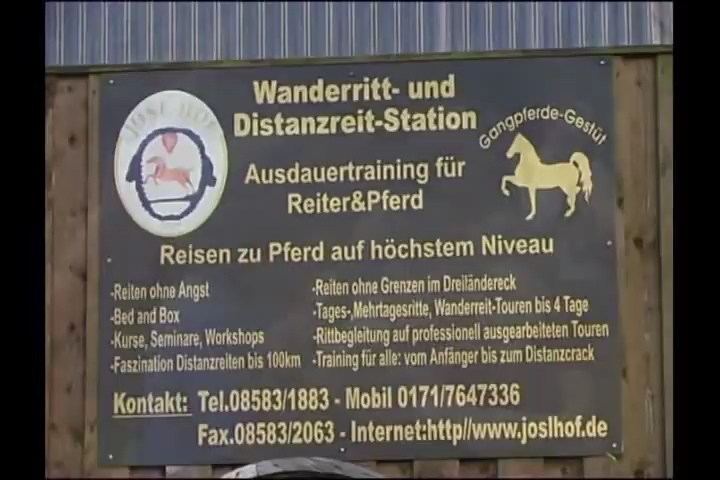 Wanderritt- und
Distanzreit-Station
JOSL HOF
Gangpferde-Gestüt
Ausdauertraining für
Reiter&Pferd
Reisen zu Pferd auf höchstem Niveau
-Reiten ohne Angst
-Bed and Box
-Kurse, Seminare, Workshops
-Faszination Distanzreiten bis 100km
-Reiten ohne Grenzen im Dreiländereck
-Tages-,Mehrtagesritte, Wanderreit-Touren bis 4 Tage
-Rittbegleitung auf professionell ausgearbeiteten Touren
-Training für alle: vom Anfänger bis zum Distanzcrack
Kontakt: Tel.08583/1883 - Mobil 0171/7647336
Fax.08583/2063 - Internet:http//www.joslhof.de